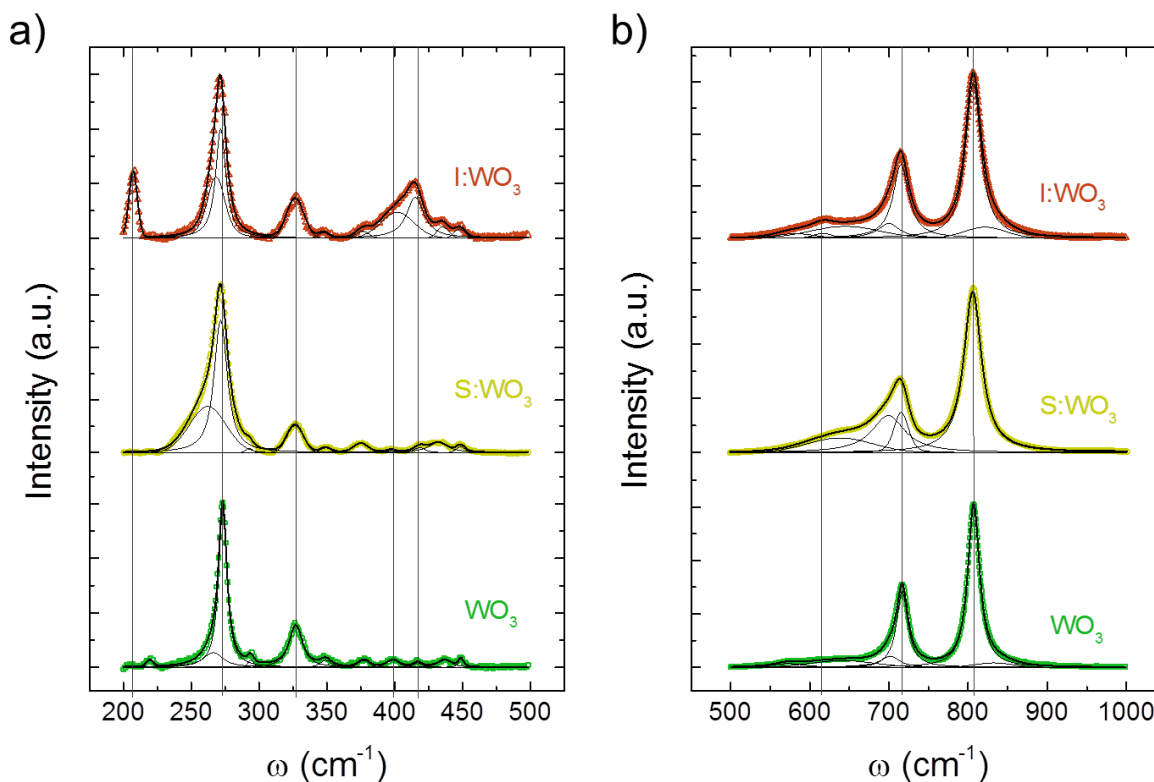 a)
Intensity (a.u.)
I:WO₃
S:WO₃
WO₃
200 250 300 350 400 450 500
ω (cm⁻¹)
b)
Intensity (a.u.)
I:WO₃
S:WO₃
WO₃
500 600 700 800 900 1000
ω (cm⁻¹)